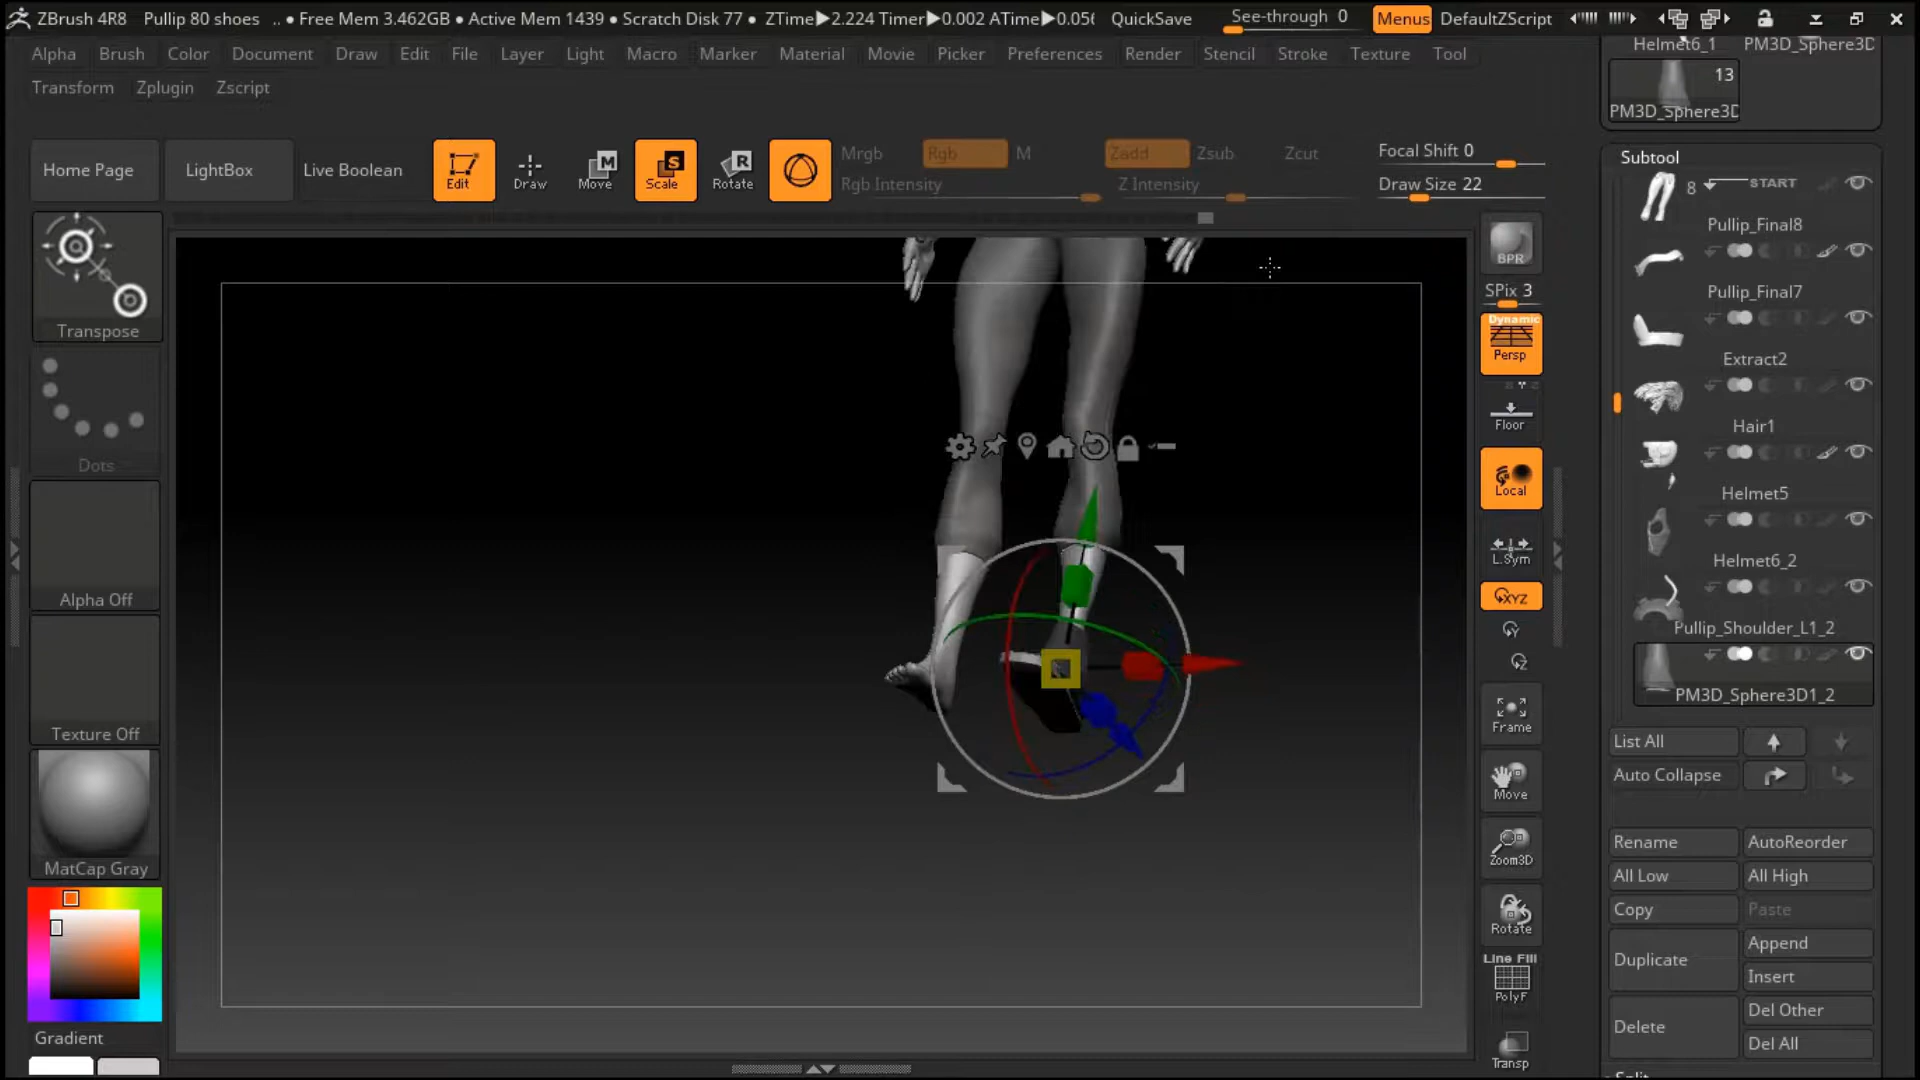 ZBrush 4R8 Pullip 80 shoes .. ● Free Mem 3.462GB ● Active Mem 1439 ● Scratch Disk 77 ● ZTime▶2.224 Timer▶0.002 ATime▶0.05 QuickSave See-through 0 Menus DefaultZScript
Alpha Brush Color Document Draw Edit File Layer Light Macro Marker Material Movie Picker Preferences Render Stencil Stroke Texture Tool
Transform Zplugin Zscript
Helmet6_1 PM3D_Sphere3D
13
PM3D_Sphere3D
Home Page LightBox Live Boolean Edit Draw Move Scale Rotate
Mrgb Rgb M Zadd Zsub Zcut Focal Shift 0
Rgb Intensity Z Intensity Draw Size 22
Transpose
Dots
Alpha Off
Texture Off
MatCap Gray
Gradient
BPR
SPix 3
Dynamic
Persp
Floor
Local
L.Sym
XYZ
Y
Z
Frame
Move
Zoom3D
Rotate
Line Fill
PolyF
Transp
Subtool
8 START
Pullip_Final8
Pullip_Final7
Extract2
Hair1
Helmet5
Helmet6_2
Pullip_Shoulder_L1_2
PM3D_Sphere3D1_2
List All
Auto Collapse
Rename AutoReorder
All Low All High
Copy Paste
Duplicate Append
Insert
Delete Del Other
Del All